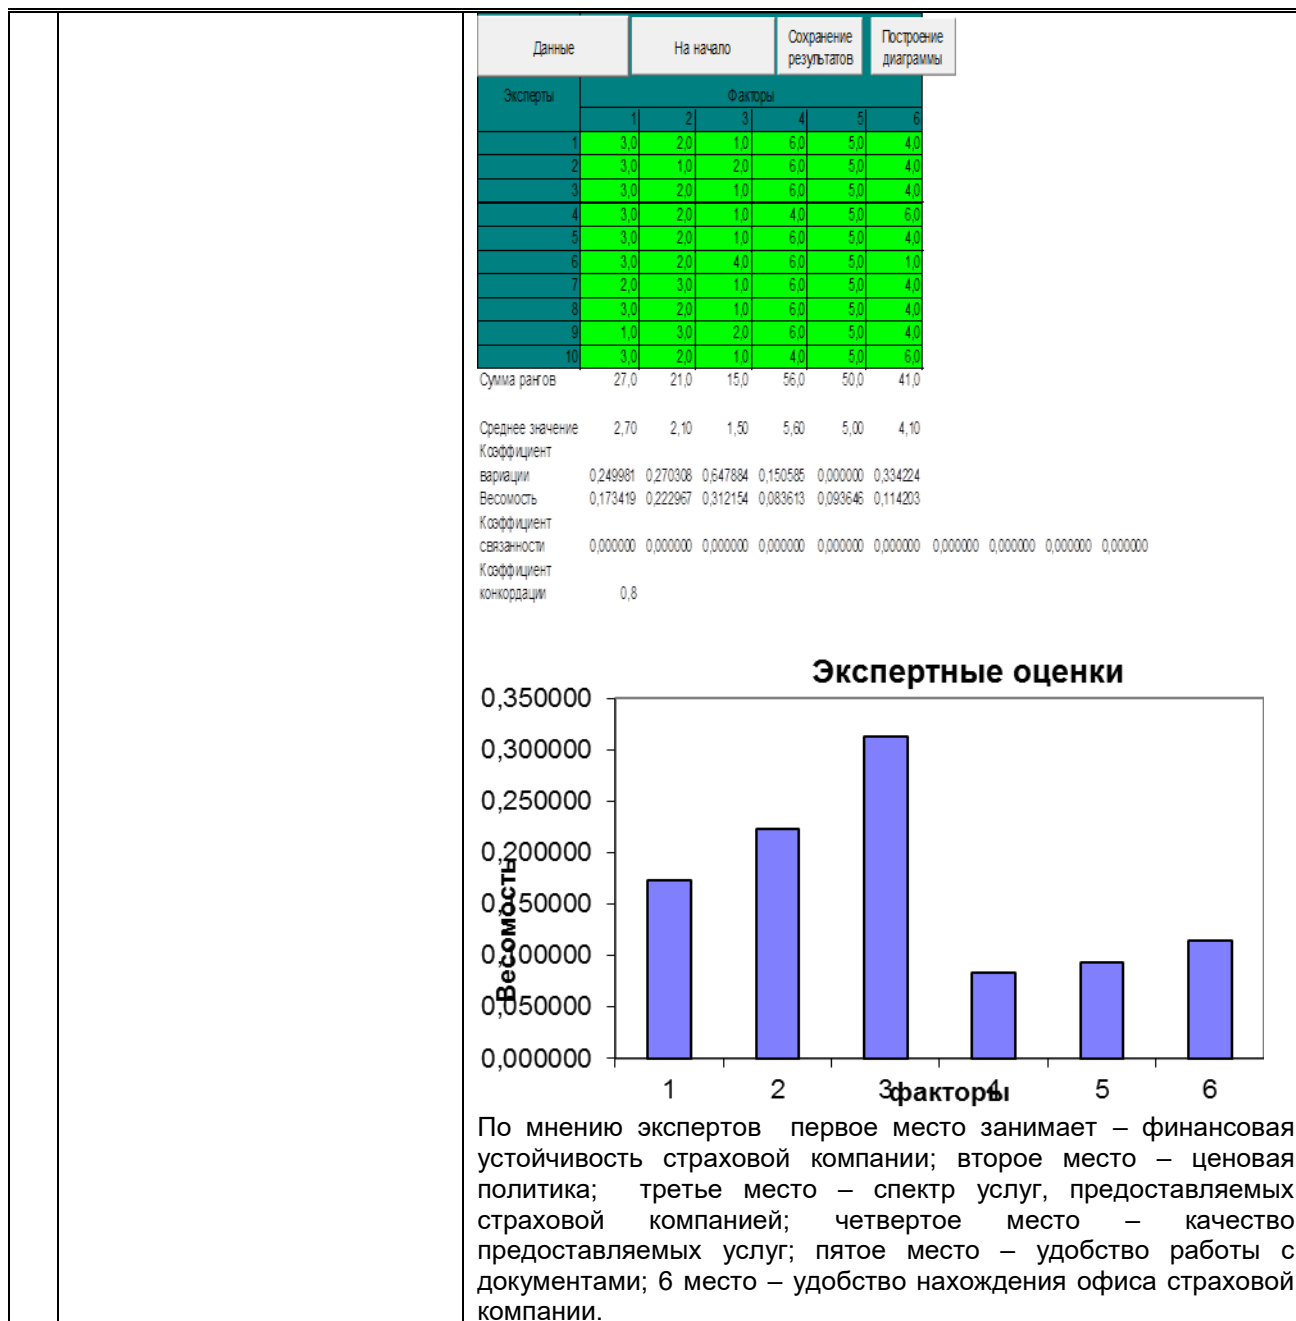 Данные На начало Сохранение результатов Построение диаграммы
Эксперты Факторы
1 2 3 4 5 6
1 3,0 2,0 1,0 6,0 5,0 4,0
2 3,0 1,0 2,0 6,0 5,0 4,0
3 3,0 2,0 1,0 6,0 5,0 4,0
4 3,0 2,0 1,0 4,0 5,0 6,0
5 3,0 2,0 1,0 6,0 5,0 4,0
6 3,0 2,0 4,0 6,0 5,0 1,0
7 2,0 3,0 1,0 6,0 5,0 4,0
8 3,0 2,0 1,0 6,0 5,0 4,0
9 1,0 3,0 2,0 6,0 5,0 4,0
10 3,0 2,0 1,0 4,0 5,0 6,0
Сумма рангов 27,0 21,0 15,0 56,0 50,0 41,0
Среднее значение 2,70 2,10 1,50 5,60 5,00 4,10
Коэффициент
вариации 0,249981 0,270308 0,647884 0,150585 0,000000 0,334224
Весомость 0,173419 0,222967 0,312154 0,083613 0,093646 0,114203
Коэффициент
связанности 0,000000 0,000000 0,000000 0,000000 0,000000 0,000000 0,000000 0,000000 0,000000 0,000000
Коэффициент
конкордации 0,8
Экспертные оценки
0,350000
0,300000
0,250000
0,200000
0,150000
0,100000
0,050000
0,000000
Весомость
1 2 3 4 5 6
факторы
По мнению экспертов первое место занимает – финансовая
устойчивость страховой компании; второе место – ценовая
политика; третье место – спектр услуг, предоставляемых
страховой компанией; четвертое место – качество
предоставляемых услуг; пятое место – удобство работы с
документами; 6 место – удобство нахождения офиса страховой
компании.